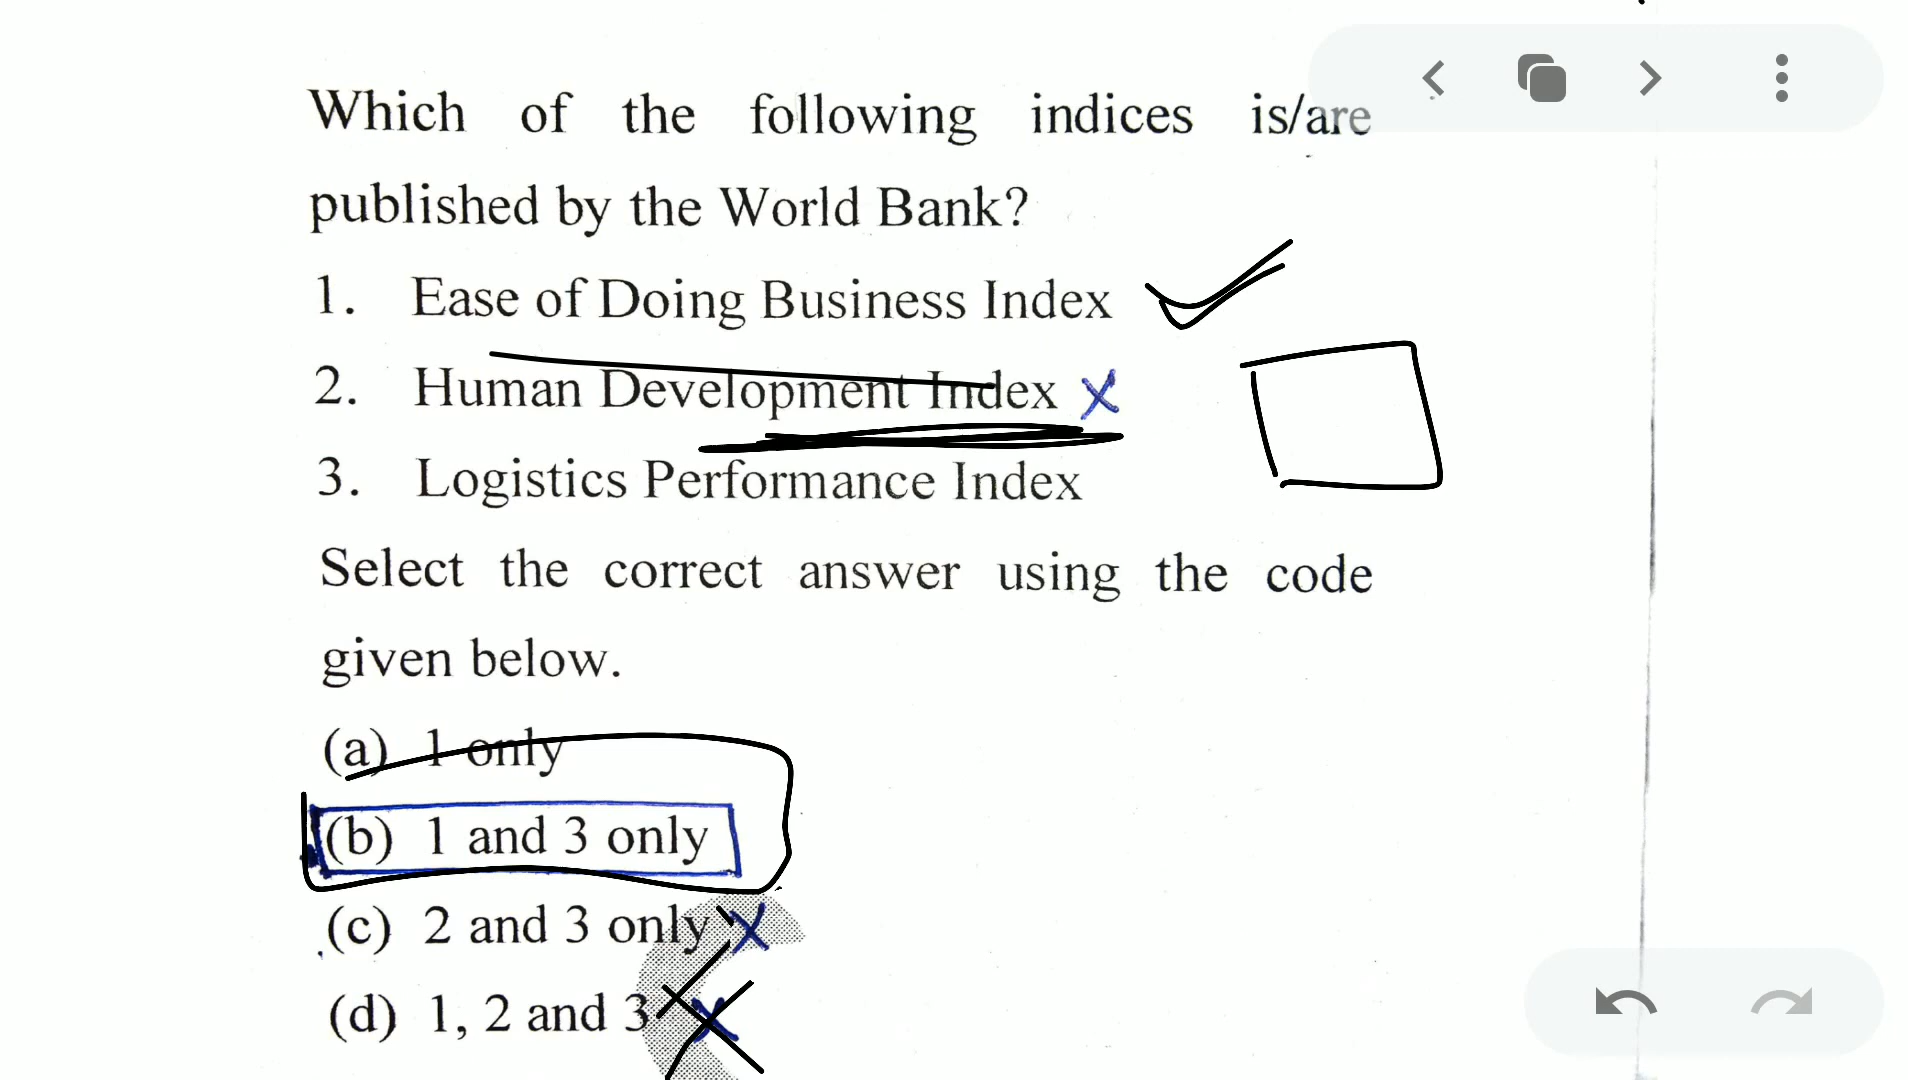 Which of the following indices is/are
published by the World Bank?
1. Ease of Doing Business Index
2. Human Development Index
3. Logistics Performance Index
Select the correct answer using the code
given below.
(a) 1 only
(b) 1 and 3 only
(c) 2 and 3 only
(d) 1, 2 and 3